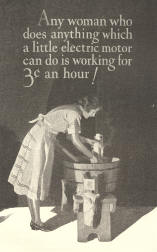 Any woman who
does anything which
a little electric motor
can do is working for
3¢ an hour!